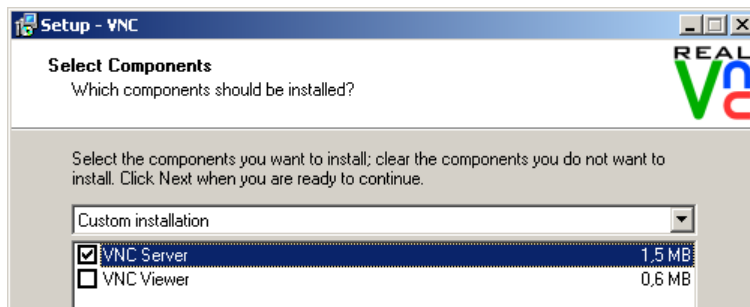 Setup - VNC
Select Components
Which components should be installed?
REAL
VNC
Select the components you want to install; clear the components you do not want to
install. Click Next when you are ready to continue.
Custom installation
VNC Server 1,5 MB
VNC Viewer 0,6 MB